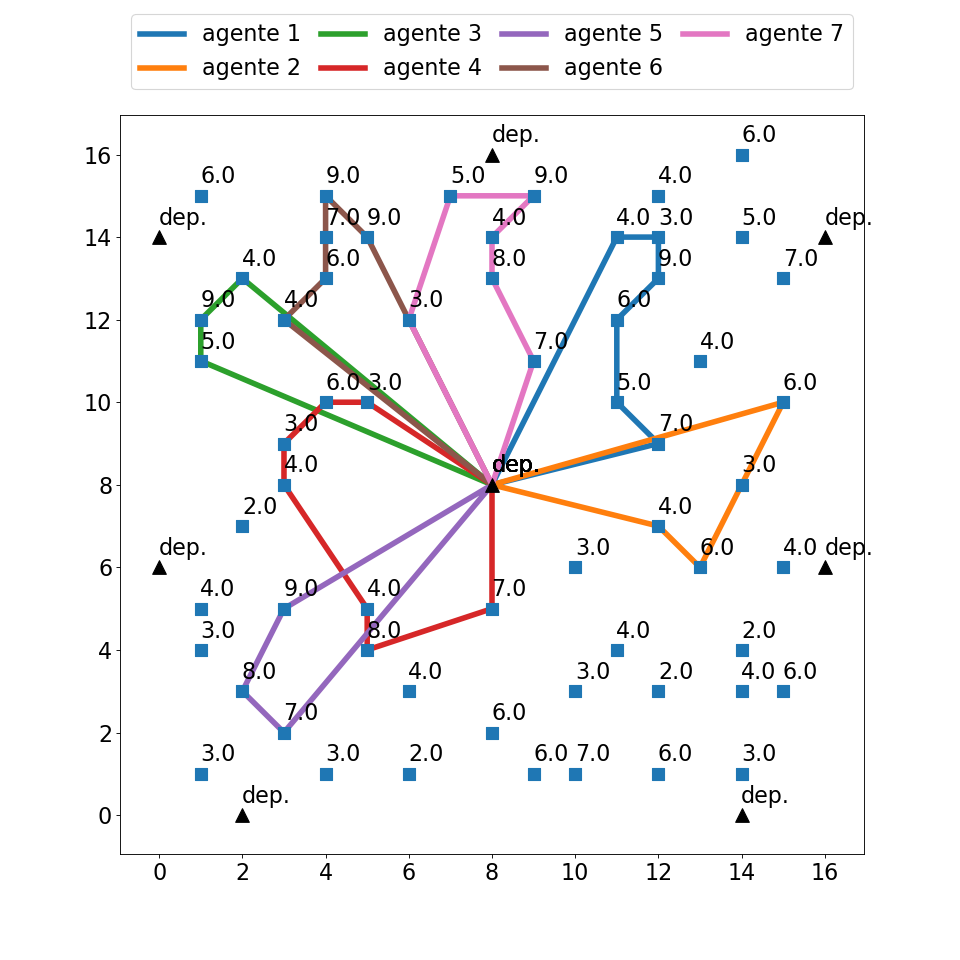 agente 1 agente 3 agente 5 agente 7
agente 2 agente 4 agente 6
6.0
dep.
16
6.0 9.0 5.0 9.0 4.0
dep. 7.0 9.0 4.0 4.0 3.0 5.0 dep.
14
4.0 6.0 8.0 9.0 7.0
9.0 4.0 3.0 6.0
12
5.0 7.0 4.0
6.0 3.0 5.0 6.0
10
3.0 7.0
4.0 dep. 3.0
8
2.0 4.0
dep. 3.0 6.0 4.0 dep.
6
4.0 9.0 4.0 7.0
3.0 8.0 4.0 2.0
4
8.0 4.0 3.0 2.0 4.0 6.0
7.0 6.0
2
3.0 3.0 2.0 6.0 7.0 6.0 3.0
dep. dep.
0
0 2 4 6 8 10 12 14 16